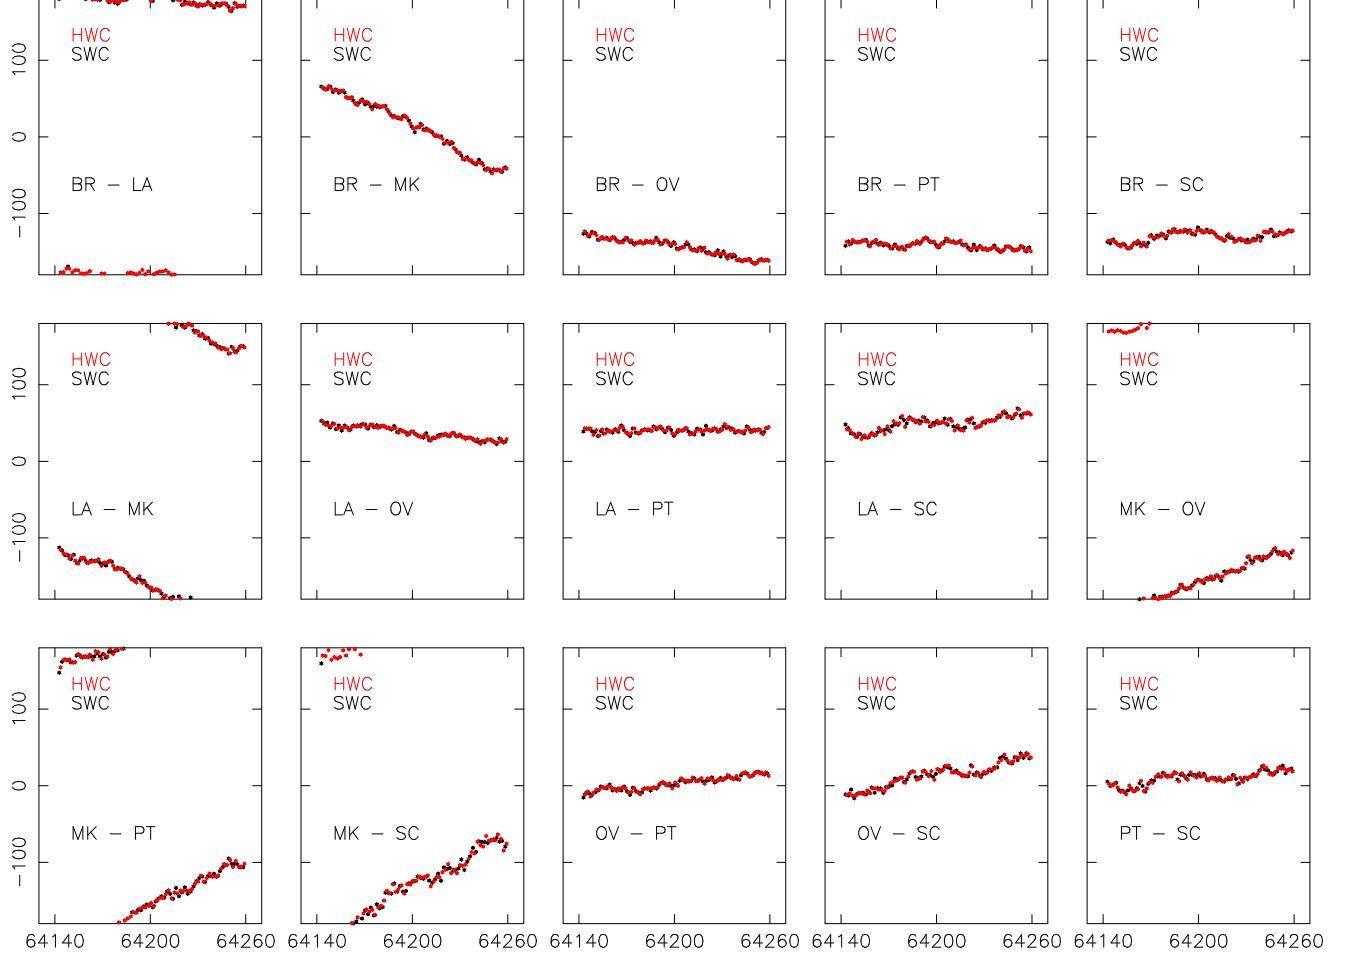 HWC HWC HWC HWC HWC
SWC SWC SWC SWC SWC
100
0
BR − LA BR − MK BR − OV BR − PT BR − SC
−100
HWC HWC HWC HWC HWC
SWC SWC SWC SWC SWC
100
0
LA − MK LA − OV LA − PT LA − SC MK − OV
−100
HWC HWC HWC HWC HWC
SWC SWC SWC SWC SWC
100
0
MK − PT MK − SC OV − PT OV − SC PT − SC
−100
64140 64200 64260 64140 64200 64260 64140 64200 64260 64140 64200 64260 64140 64200 64260